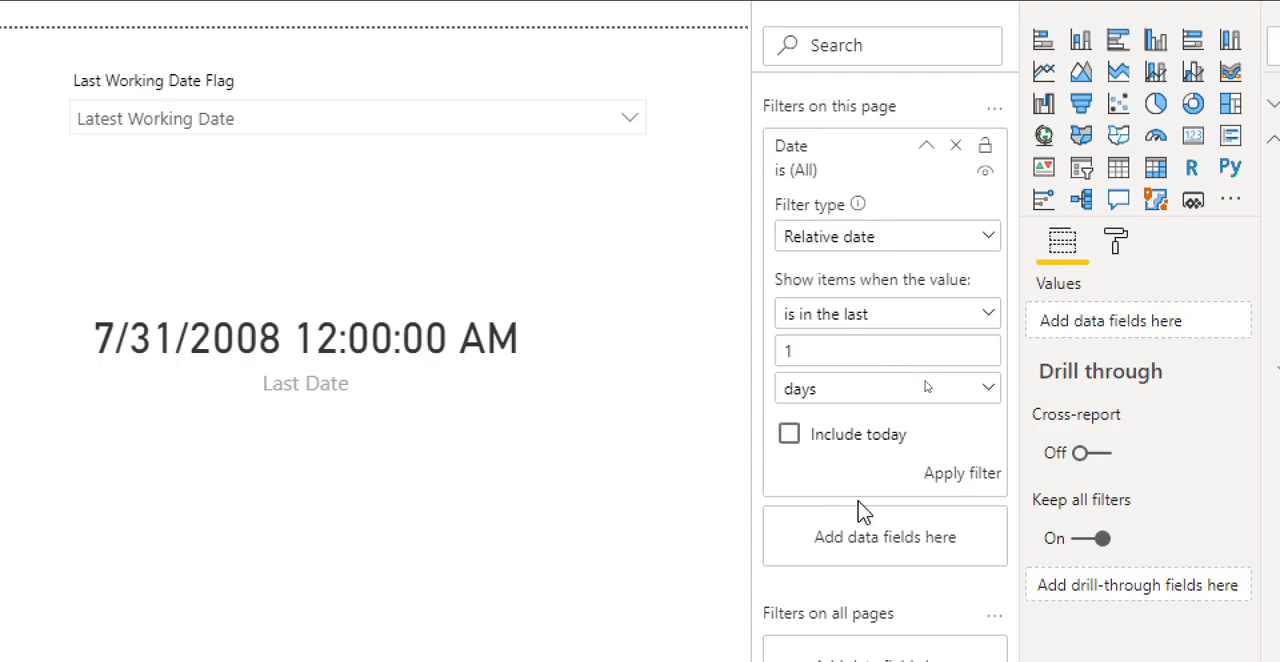 Last Working Date Flag
Latest Working Date
7/31/2008 12:00:00 AM
Last Date
Search
Filters on this page
Date
is (All)
Filter type
Relative date
Show items when the value:
is in the last
1
days
Include today
Apply filter
Add data fields here
Filters on all pages
123
R
Py
Values
Add data fields here
Drill through
Cross-report
Off
Keep all filters
On
Add drill-through fields here